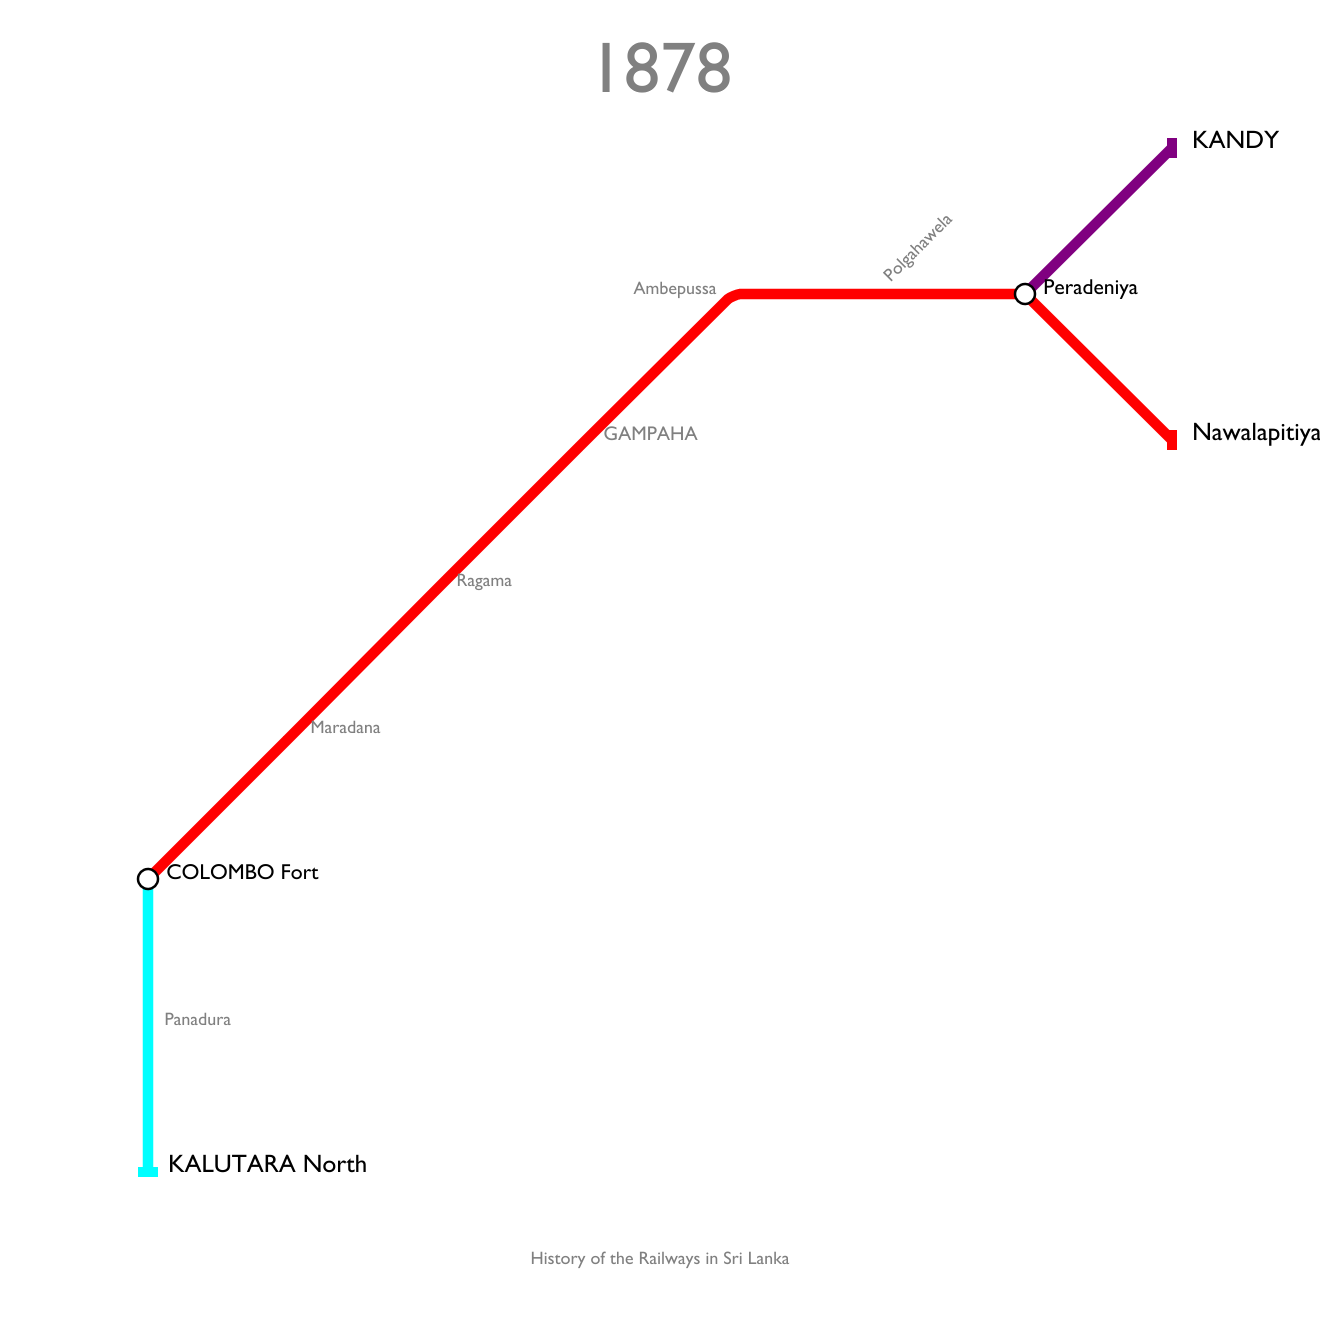 1878
KANDY
Polgahawela
Ambepussa
Peradeniya
Nawalapitiya
GAMPAHA
Ragama
Maradana
COLOMBO Fort
Panadura
KALUTARA North
History of the Railways in Sri Lanka